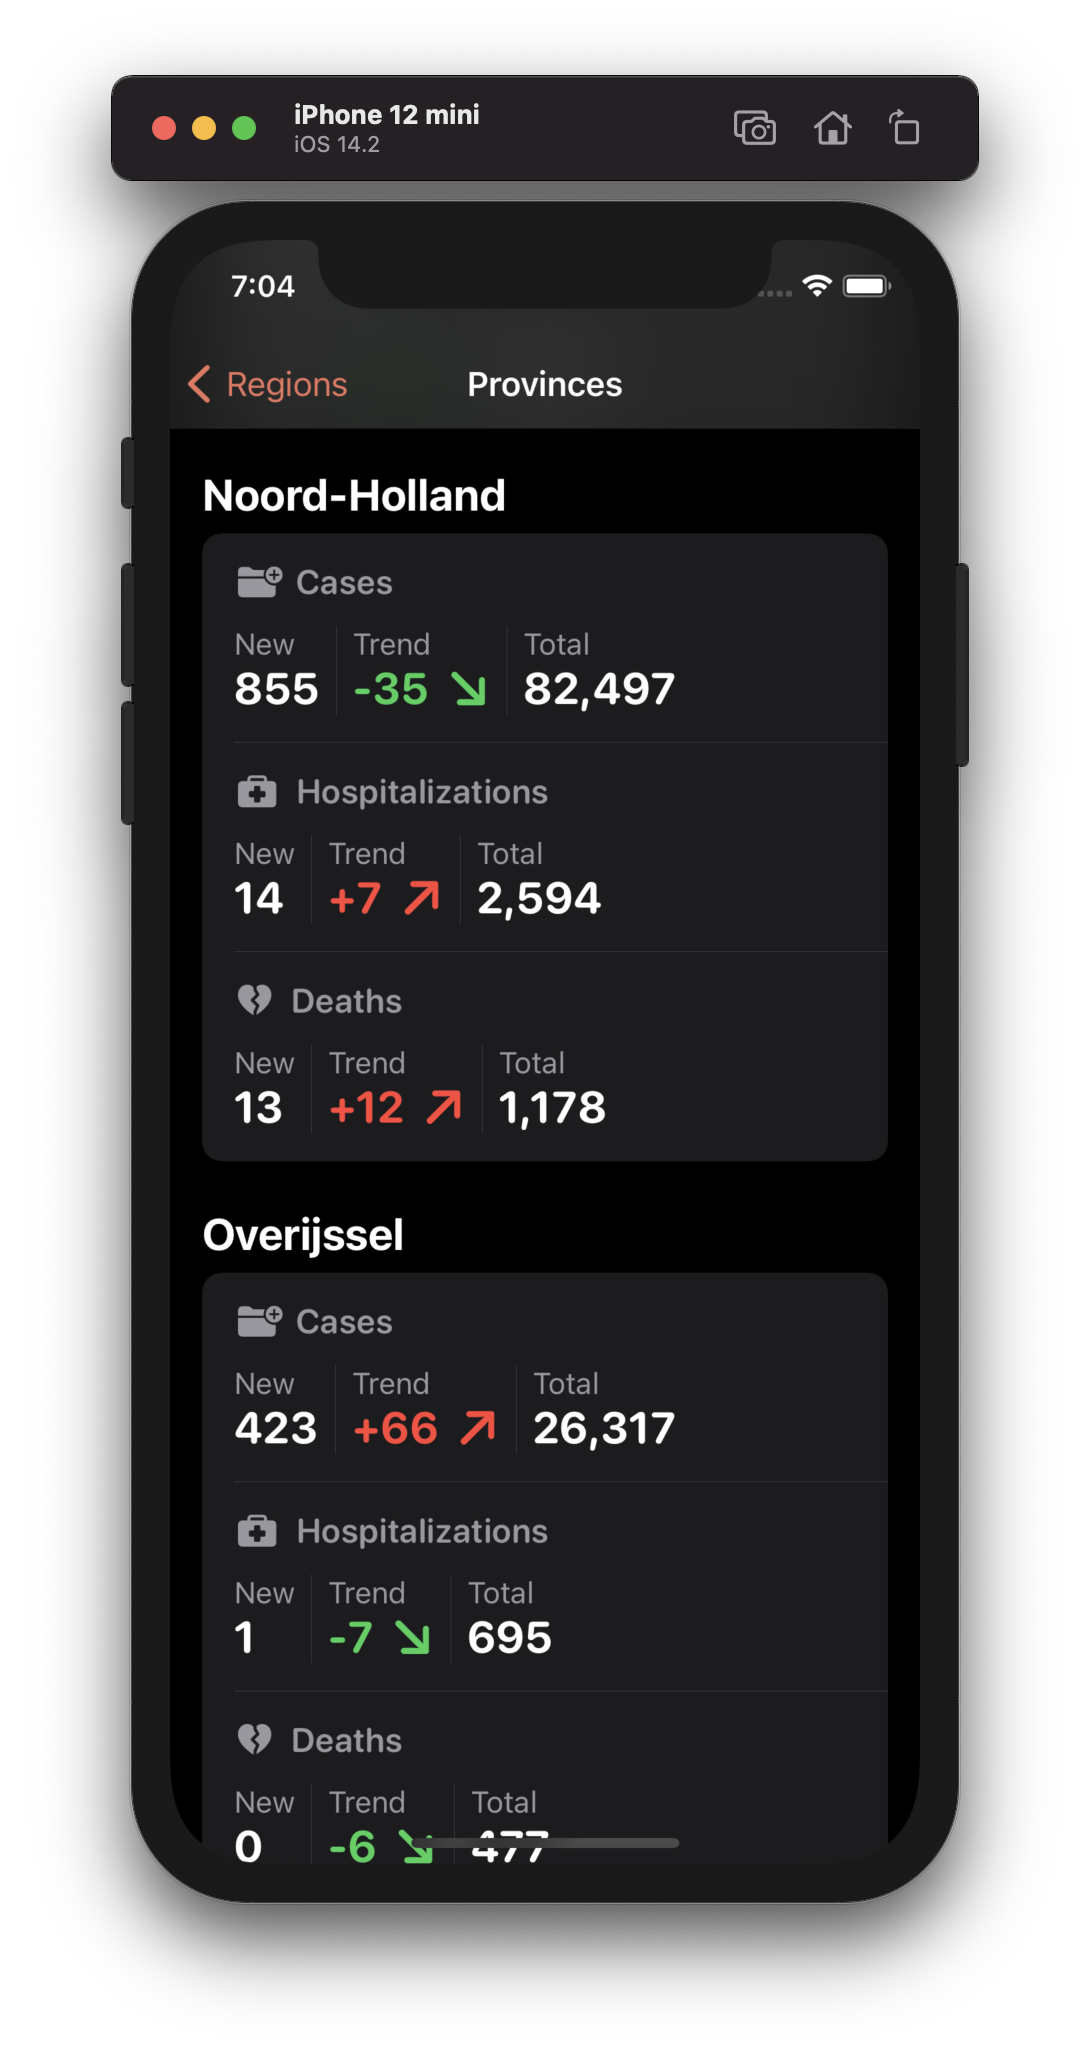 iPhone 12 mini
iOS 14.2
7:04
Regions Provinces
Noord-Holland
Cases
New Trend Total
855 -35 82,497
Hospitalizations
New Trend Total
14 +7 2,594
Deaths
New Trend Total
13 +12 1,178
Overijssel
Cases
New Trend Total
423 +66 26,317
Hospitalizations
New Trend Total
1 -7 695
Deaths
New Trend Total
0 -6 477